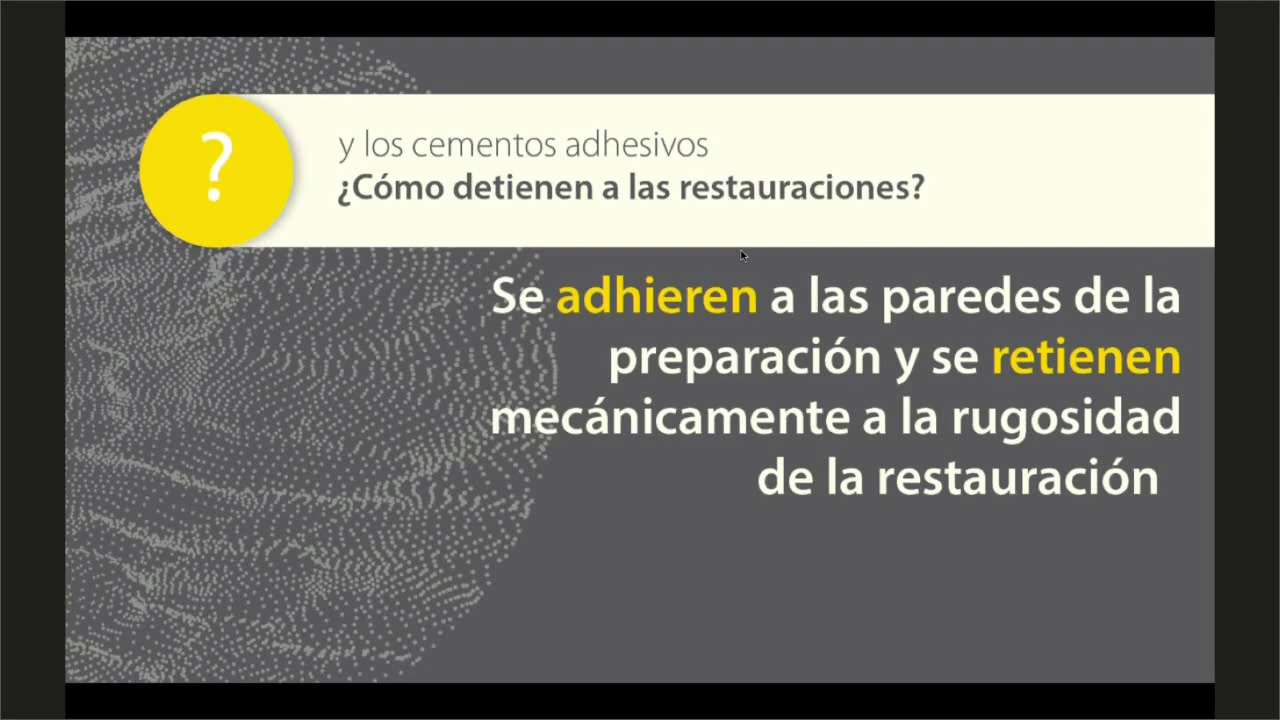 ?
y los cementos adhesivos
¿Cómo detienen a las restauraciones?
Se adhieren a las paredes de la
preparación y se retienen
mecánicamente a la rugosidad
de la restauración